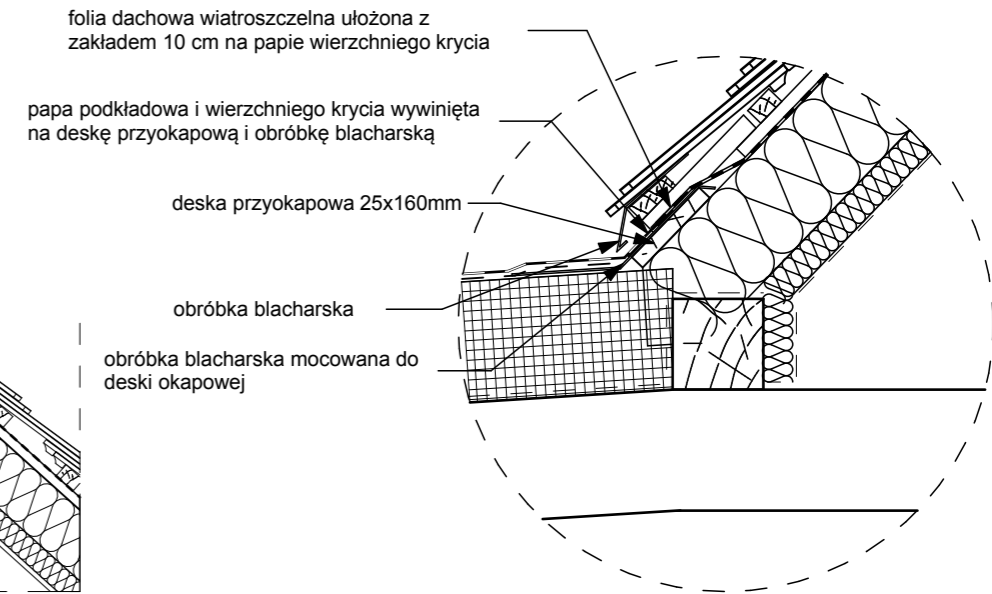 folia dachowa wiatroszczelna ułożona z
zakładem 10 cm na papie wierzchniego krycia
papa podkładowa i wierzchniego krycia wywinięta
na deskę przyokapową i obróbkę blacharską
deska przyokapowa 25x160mm
obróbka blacharska
obróbka blacharska mocowana do
deski okapowej